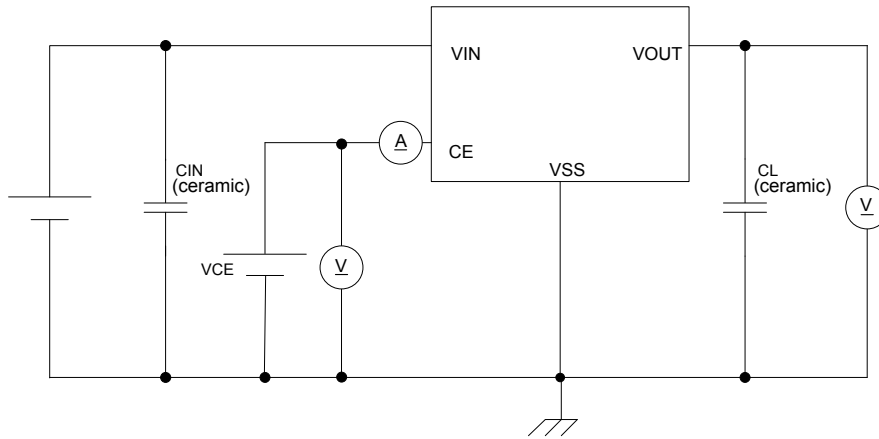 VIN
VOUT
A
CE
VSS
CIN
(ceramic)
CL
(ceramic)
V
VCE
V